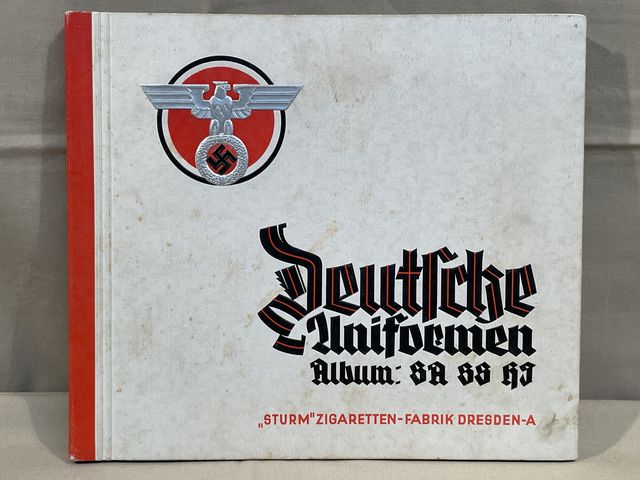 Deutsche
Uniformen
Album: SA SS HJ
„STURM" ZIGARETTEN-FABRIK DRESDEN-A